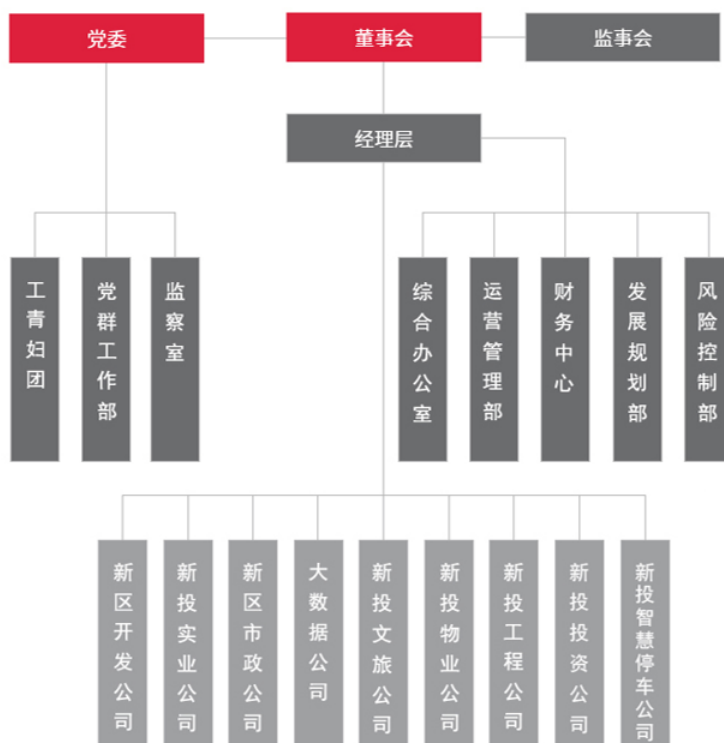 党委
董事会
监事会
经理层
工青妇团
党群工作部
监察室
综合办公室
运营管理部
财务中心
发展规划部
风险控制部
新区开发公司
新投实业公司
新区市政公司
大数据公司
新投文旅公司
新投物业公司
新投工程公司
新投投资公司
新投智慧停车公司